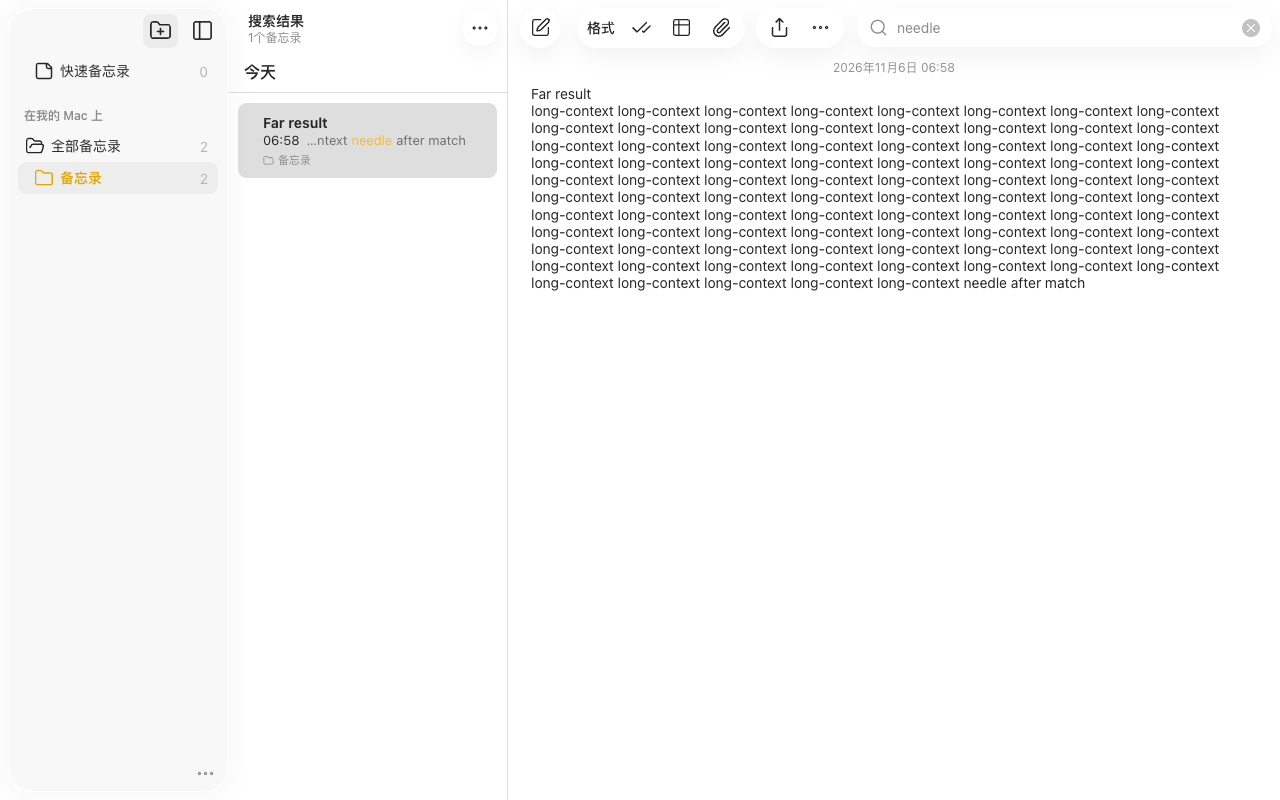 快速备忘录 0
在我的 Mac 上
全部备忘录 2
备忘录 2
搜索结果
1个备忘录
今天
Far result
06:58 ...ntext needle after match
备忘录
格式
needle
2026年11月6日 06:58
Far result
long-context long-context long-context long-context long-context long-context long-context long-context
long-context long-context long-context long-context long-context long-context long-context long-context
long-context long-context long-context long-context long-context long-context long-context long-context
long-context long-context long-context long-context long-context long-context long-context long-context
long-context long-context long-context long-context long-context long-context long-context long-context
long-context long-context long-context long-context long-context long-context long-context long-context
long-context long-context long-context long-context long-context long-context long-context long-context
long-context long-context long-context long-context long-context long-context long-context long-context
long-context long-context long-context long-context long-context long-context long-context long-context
long-context long-context long-context long-context long-context long-context long-context long-context
long-context long-context long-context long-context long-context needle after match